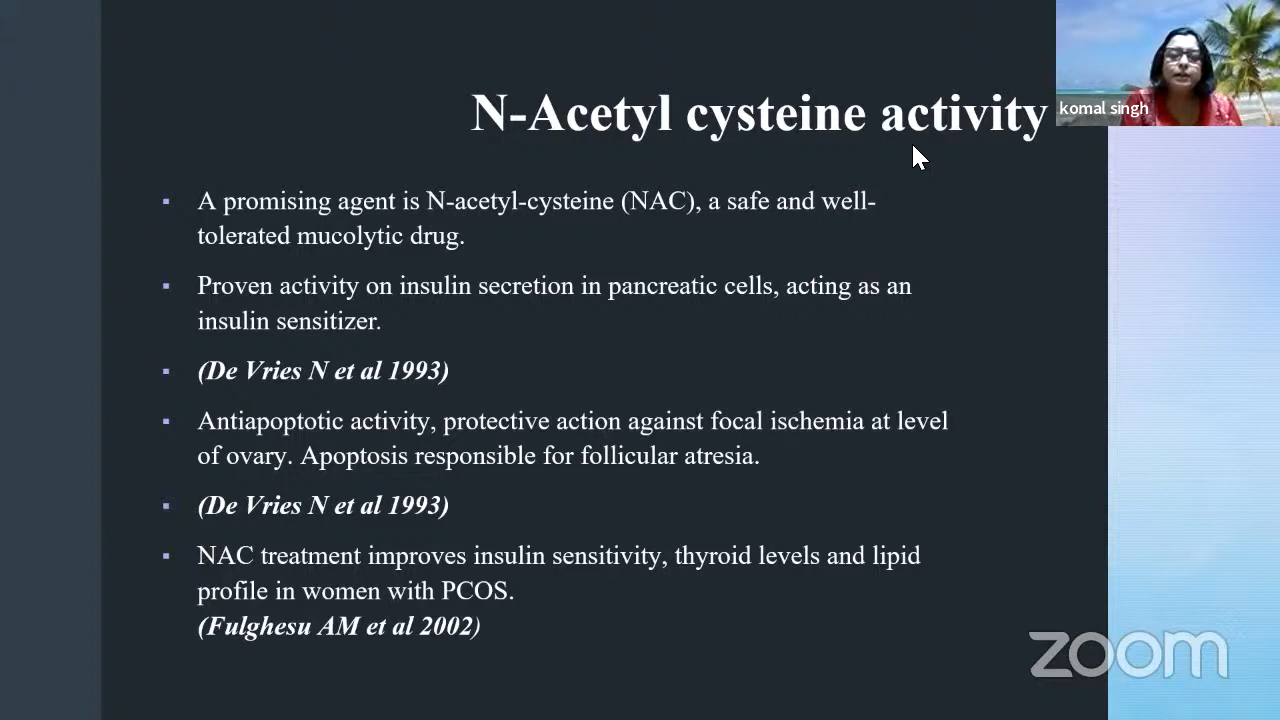 N-Acetyl cysteine activity
komal singh
▪ A promising agent is N-acetyl-cysteine (NAC), a safe and well-
tolerated mucolytic drug.
▪ Proven activity on insulin secretion in pancreatic cells, acting as an
insulin sensitizer.
▪ (De Vries N et al 1993)
▪ Antiapoptotic activity, protective action against focal ischemia at level
of ovary. Apoptosis responsible for follicular atresia.
▪ (De Vries N et al 1993)
▪ NAC treatment improves insulin sensitivity, thyroid levels and lipid
profile in women with PCOS.
(Fulghesu AM et al 2002)
zoom